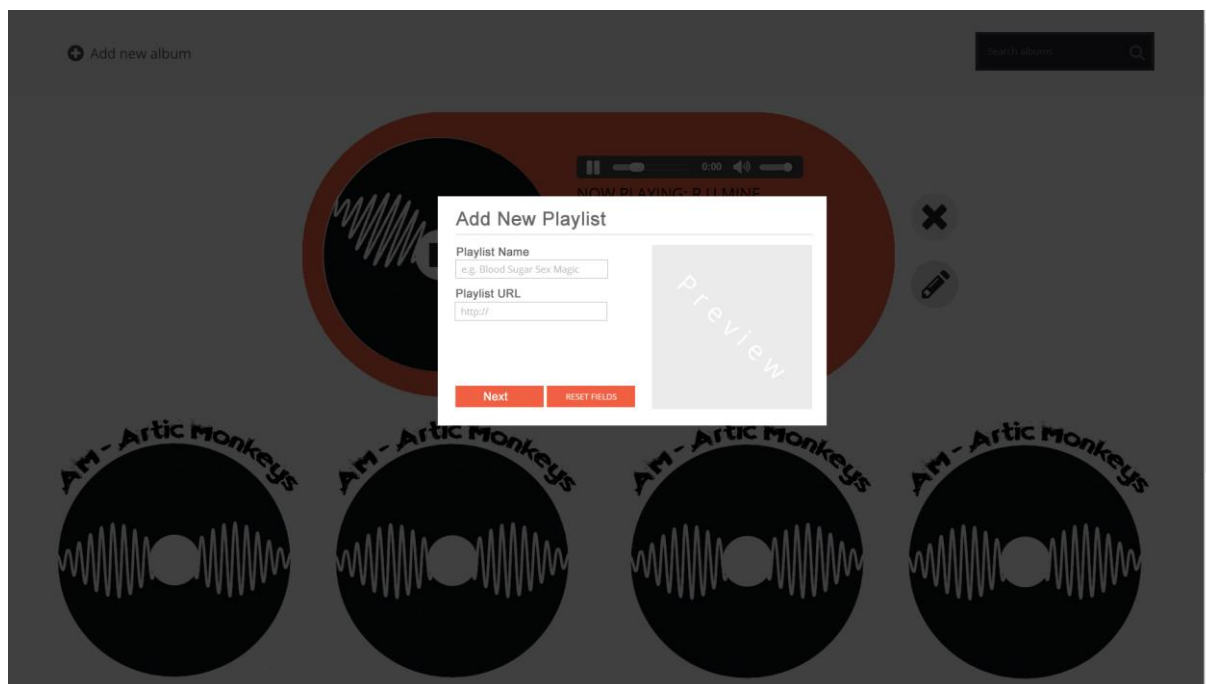 Add new album
Search albums
0:00
NOW PLAYING: R U MINE
Add New Playlist
Playlist Name
e.g. Blood Sugar Sex Magic
Playlist URL
http://
Preview
Next
RESET FIELDS
AM - Artic Monkeys
AM - Artic Monkeys
AM - Artic Monkeys
AM - Artic Monkeys